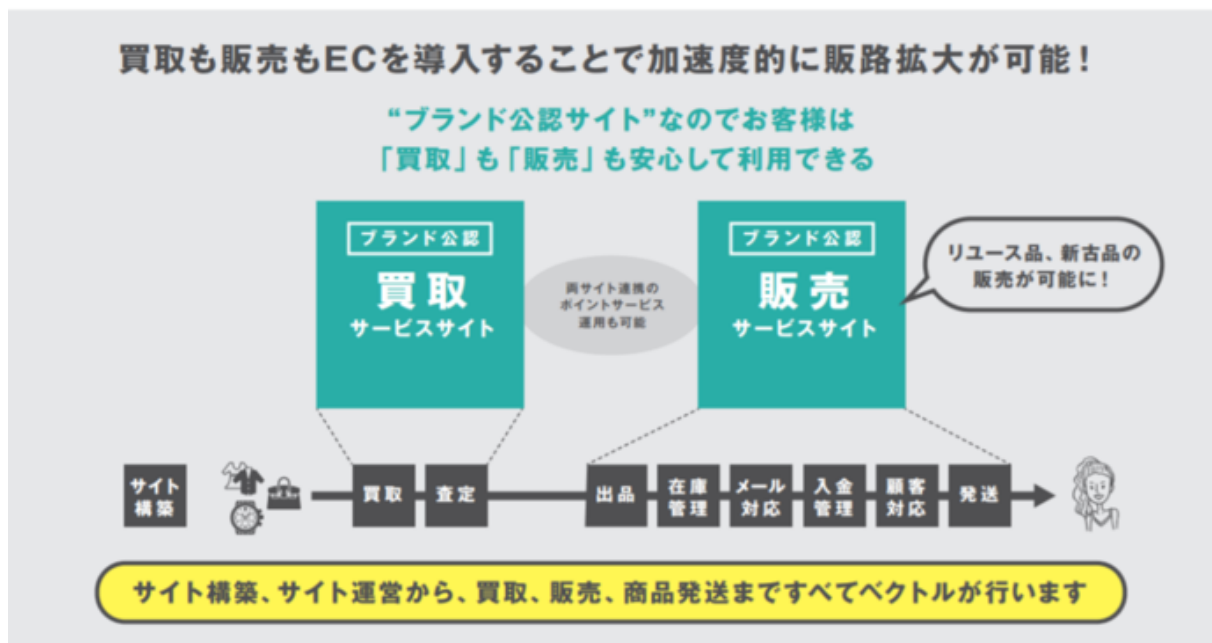 買取も販売もECを導入することで加速度的に販路拡大が可能！
“ブランド公認サイト”なのでお客様は
「買取」も「販売」も安心して利用できる
ブランド公認
買取
サービスサイト
両サイト連携の
ポイントサービス
運用も可能
ブランド公認
販売
サービスサイト
リユース品、新古品の
販売が可能に！
サイト
構築
買取
査定
出品
在庫
管理
メール
対応
入金
管理
顧客
対応
発送
サイト構築、サイト運営から、買取、販売、商品発送まですべてベクトルが行います